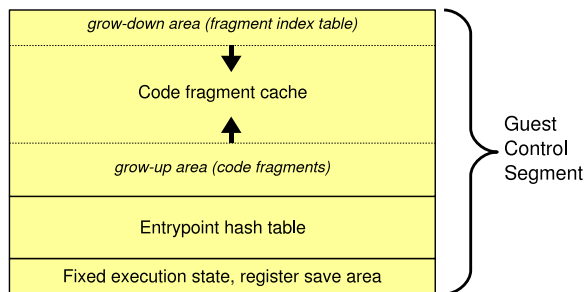 grow-down area (fragment index table)
Code fragment cache
grow-up area (code fragments)
Entrypoint hash table
Fixed execution state, register save area
Guest
Control
Segment